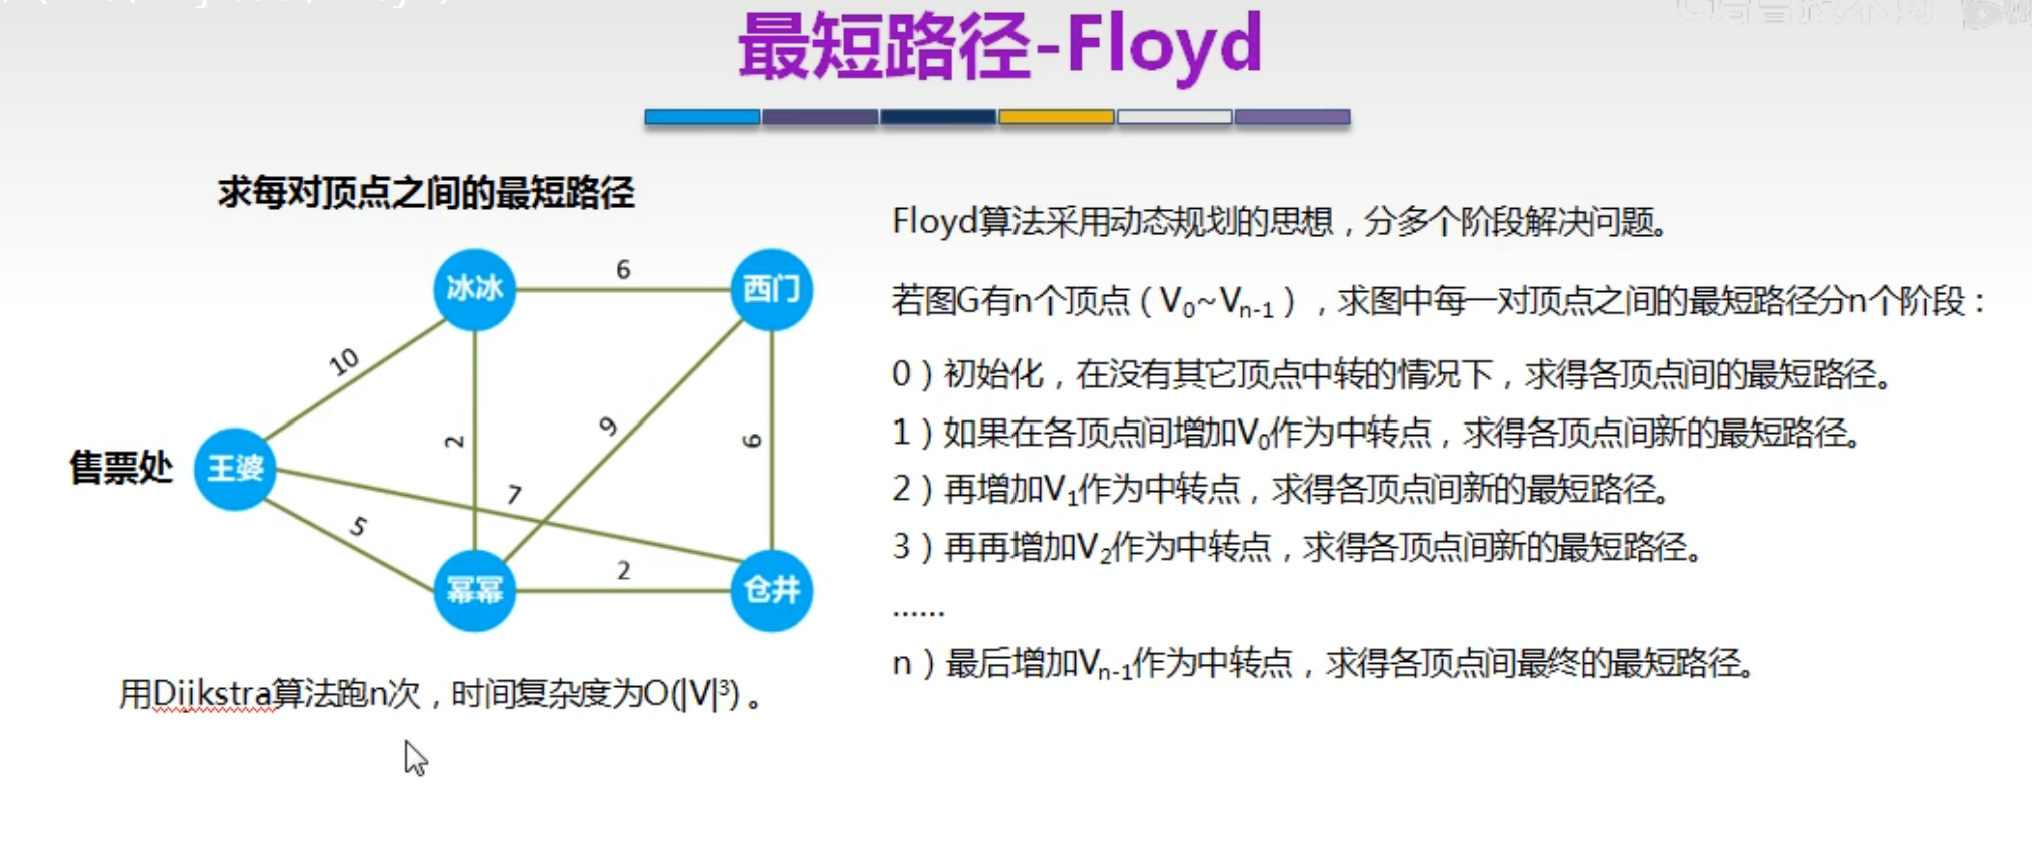 最短路径-Floyd
求每对顶点之间的最短路径
冰冰
6
西门
10
2
9
6
售票处
王婆
7
5
幂幂
2
仓井
用Dijkstra算法跑n次，时间复杂度为O(|V|³) 。
Floyd算法采用动态规划的思想，分多个阶段解决问题。
若图G有n个顶点（V₀~Vₙ₋₁），求图中每一对顶点之间的最短路径分n个阶段：
0）初始化，在没有其它顶点中转的情况下，求得各顶点间的最短路径。
1）如果在各顶点间增加V₀作为中转点，求得各顶点间新的最短路径。
2）再增加V₁作为中转点，求得各顶点间新的最短路径。
3）再再增加V₂作为中转点，求得各顶点间新的最短路径。
......
n）最后增加Vₙ₋₁作为中转点，求得各顶点间最终的最短路径。